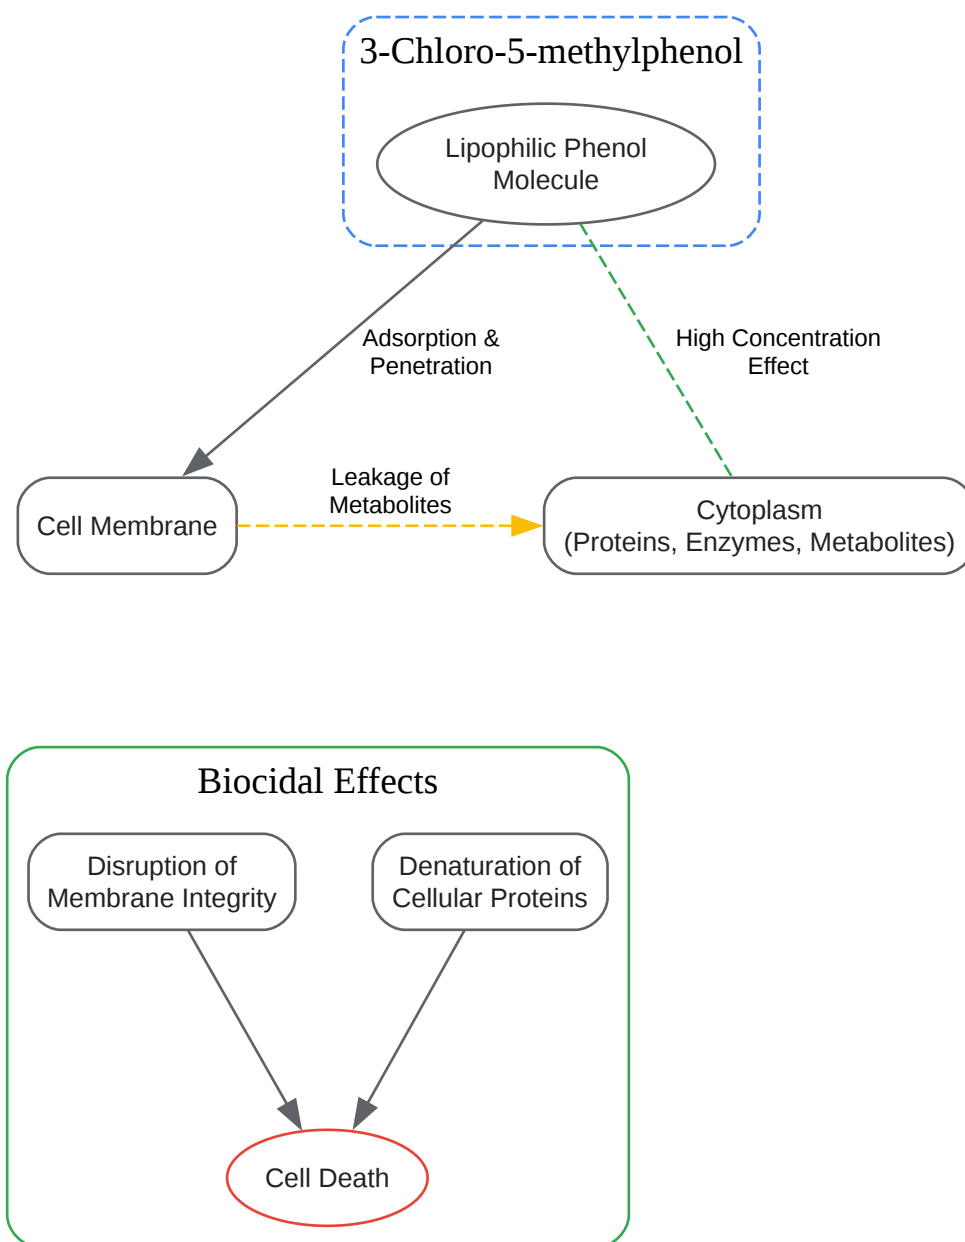 3-Chloro-5-methylphenol
Lipophilic Phenol
Molecule
Adsorption &
Penetration
High Concentration
Effect
Leakage of
Metabolites
Cell Membrane
Cytoplasm
(Proteins, Enzymes, Metabolites)
Biocidal Effects
Disruption of
Membrane Integrity
Denaturation of
Cellular Proteins
Cell Death